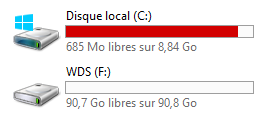 Disque local (C:)
685 Mo libres sur 8,84 Go
WDS (F:)
90,7 Go libres sur 90,8 Go